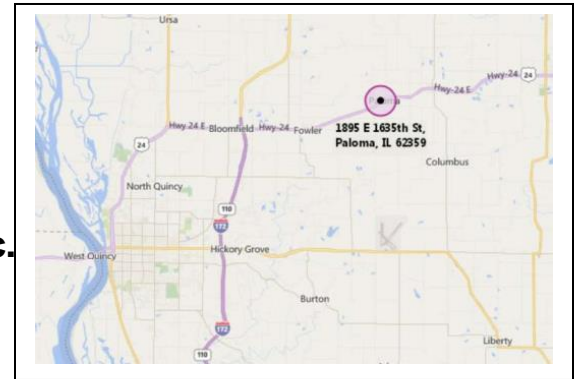 Ursa
Hwy-24 E
24
Hwy-24 E
Hwy 24 E
Bloomfield
Hwy-24
Fowler
1895 E 1635th St,
Paloma, IL 62359
24
Columbus
North Quincy
110
172
West Quincy
Hickory Grove
c.
Burton
172
110
Liberty